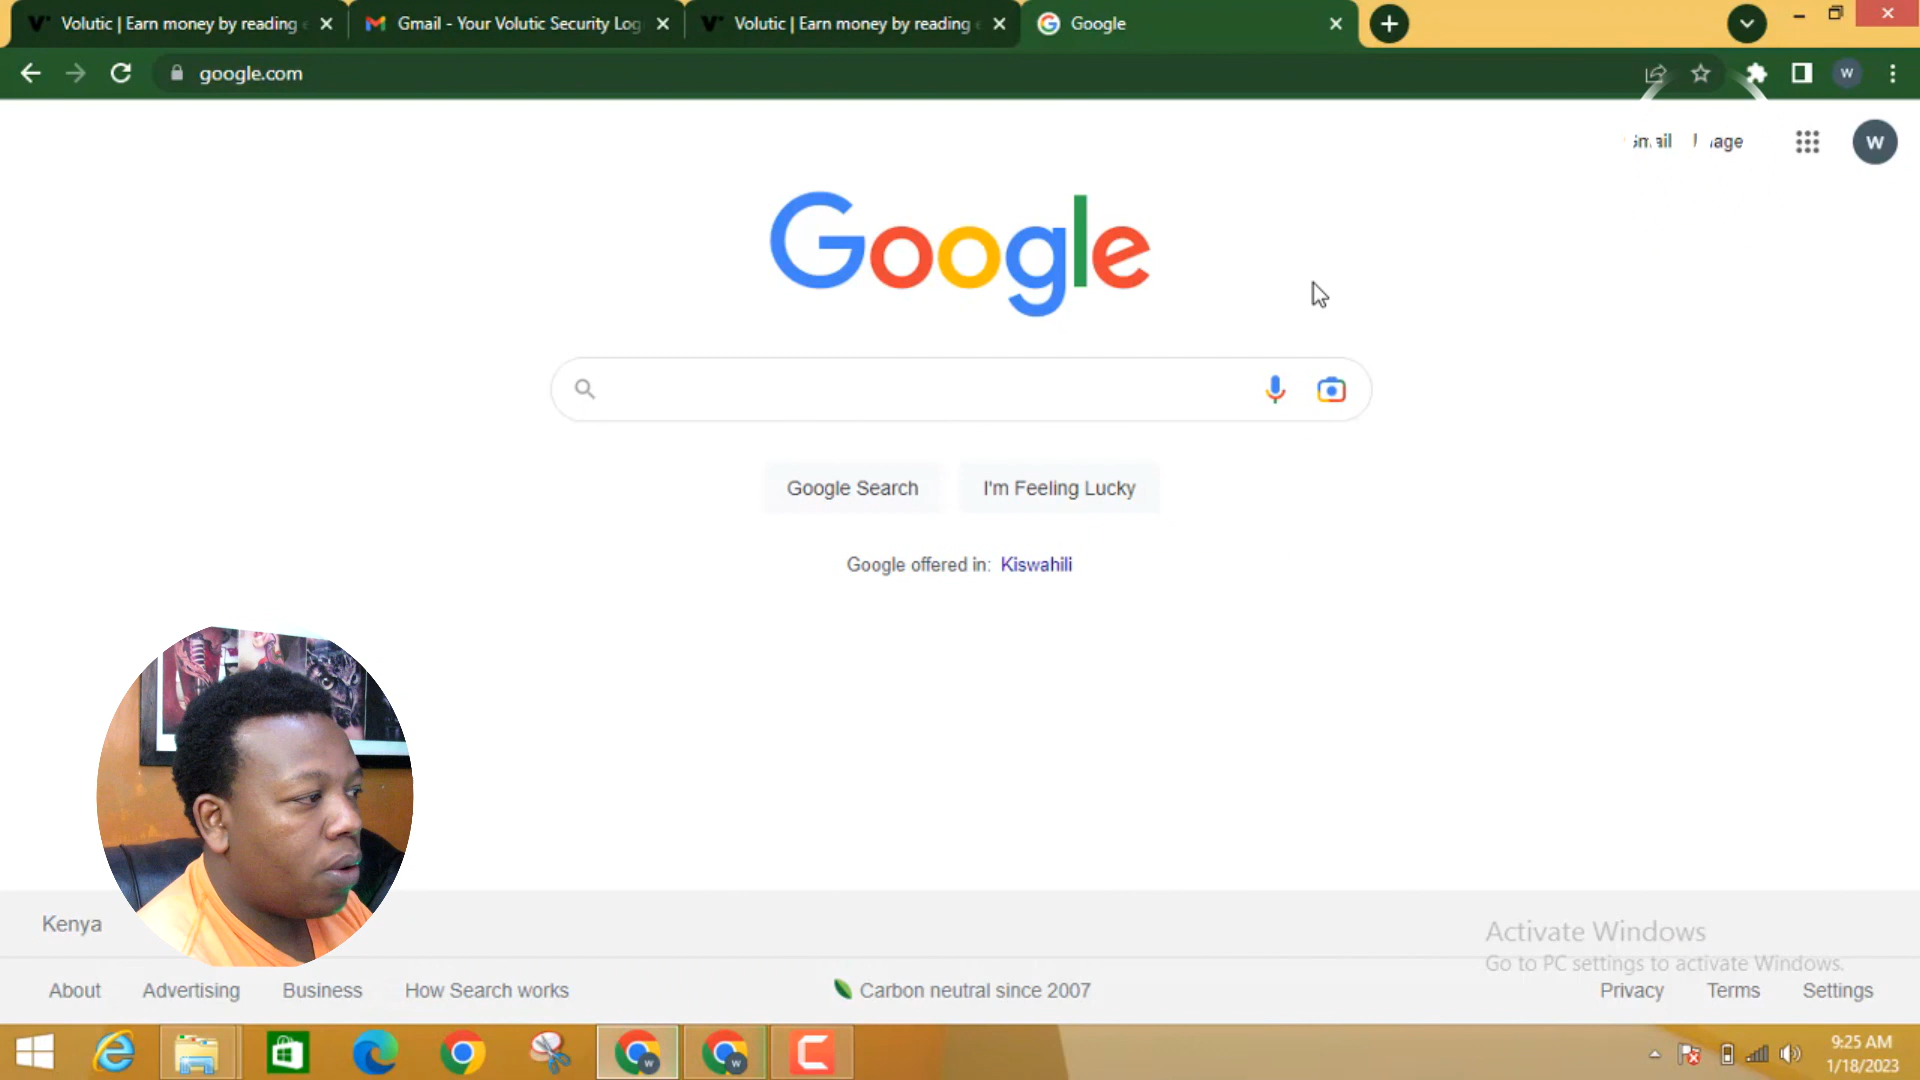 Volutic | Earn money by reading
Gmail - Your Volutic Security Log
Volutic | Earn money by reading
Google
google.com
W
W
Google
Google Search
I'm Feeling Lucky
Google offered in: Kiswahili
Kenya
Activate Windows
Go to PC settings to activate Windows.
About
Advertising
Business
How Search works
Carbon neutral since 2007
Privacy
Terms
Settings
9:25 AM
1/18/2023